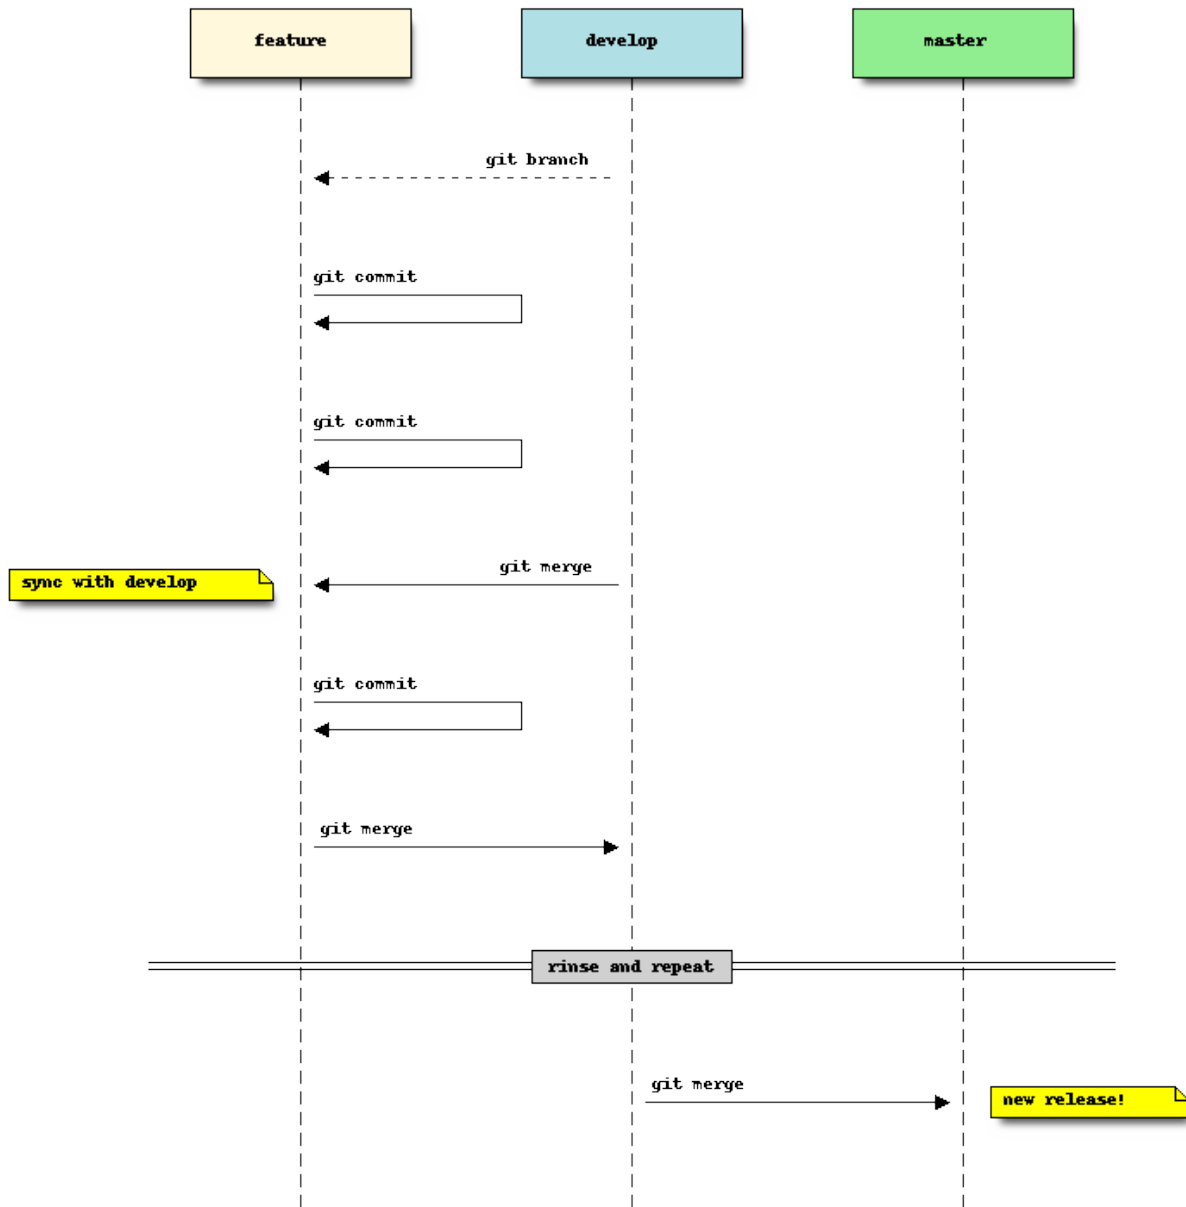 feature
develop
master
git branch
git commit
git commit
git merge
sync with develop
git commit
git merge
rinse and repeat
git merge
new release!